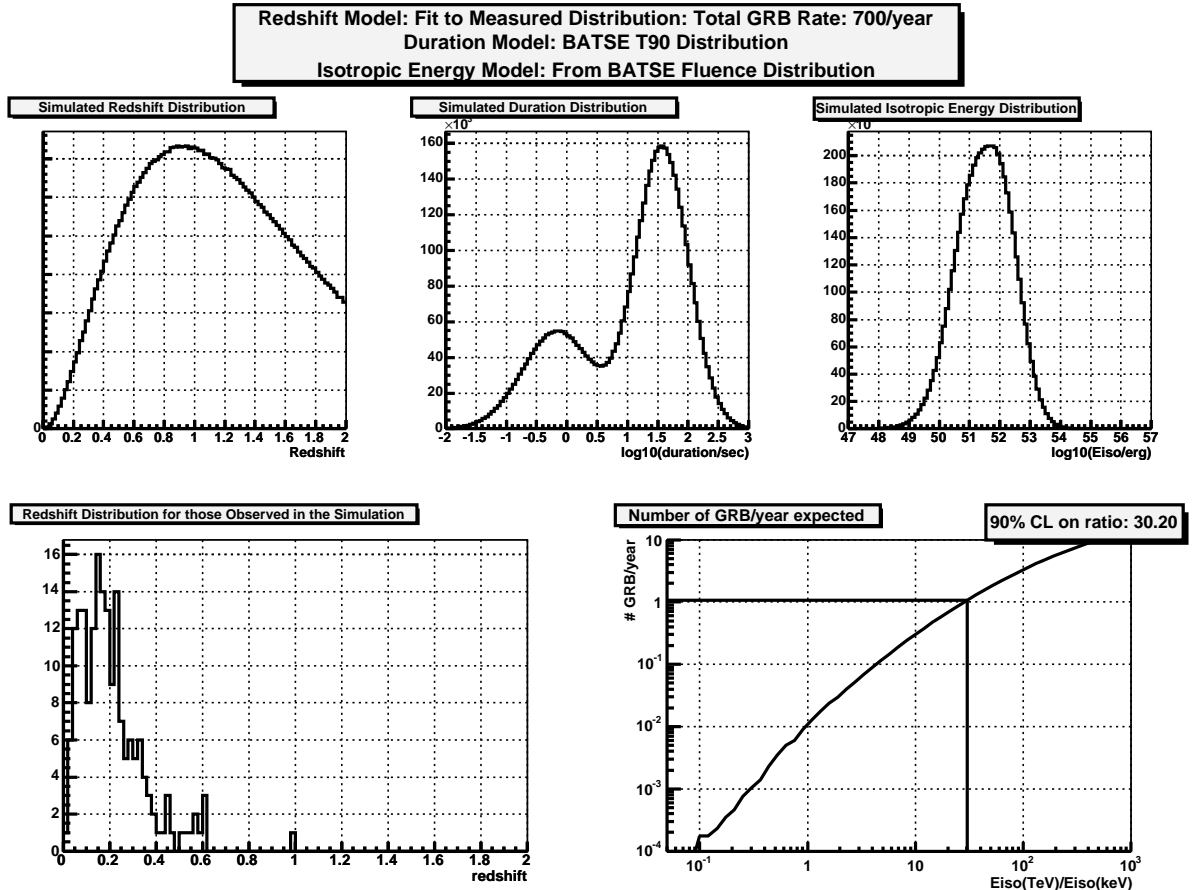 Redshift Model: Fit to Measured Distribution: Total GRB Rate: 700/year
Duration Model: BATSE T90 Distribution
Isotropic Energy Model: From BATSE Fluence Distribution
Simulated Redshift Distribution
0 0.2 0.4 0.6 0.8 1 1.2 1.4 1.6 1.8 2
0
Redshift
Simulated Duration Distribution
×10³
160
140
120
100
80
60
40
20
0
-2 -1.5 -1 -0.5 0 0.5 1 1.5 2 2.5 3
log10(duration/sec)
Simulated Isotropic Energy Distribution
200
180
160
140
120
100
80
60
40
20
0
47 48 49 50 51 52 53 54 55 56 57
log10(Eiso/erg)
Redshift Distribution for those Observed in the Simulation
16
14
12
10
8
6
4
2
0
0 0.2 0.4 0.6 0.8 1 1.2 1.4 1.6 1.8 2
redshift
Number of GRB/year expected
90% CL on ratio: 30.20
# GRB/year
10
1
10⁻¹
10⁻²
10⁻³
10⁻⁴
10⁻¹ 1 10 10² 10³
Eiso(TeV)/Eiso(keV)